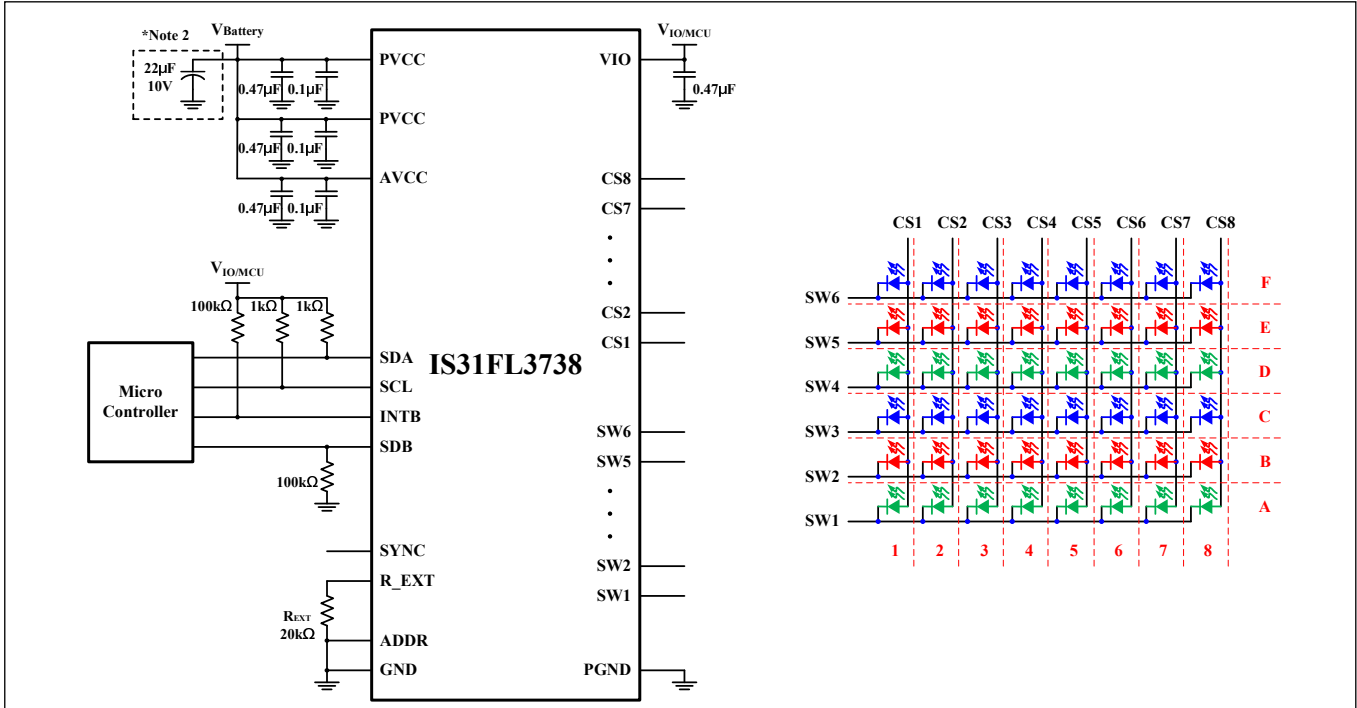 *Note 2
VBattery
22µF
10V
0.47µF 0.1µF
0.47µF 0.1µF
0.47µF 0.1µF
PVCC
PVCC
AVCC
VIO/MCU
100kΩ 1kΩ 1kΩ
Micro
Controller
SDA
SCL
INTB
SDB
100kΩ
SYNC
R_EXT
REXT
20kΩ
ADDR
GND
IS31FL3738
VIO
VIO/MCU
0.47µF
CS8
CS7
CS2
CS1
SW6
SW5
SW2
SW1
PGND
CS1 CS2 CS3 CS4 CS5 CS6 CS7 CS8
SW6 F
SW5 E
SW4 D
SW3 C
SW2 B
SW1 A
1 2 3 4 5 6 7 8